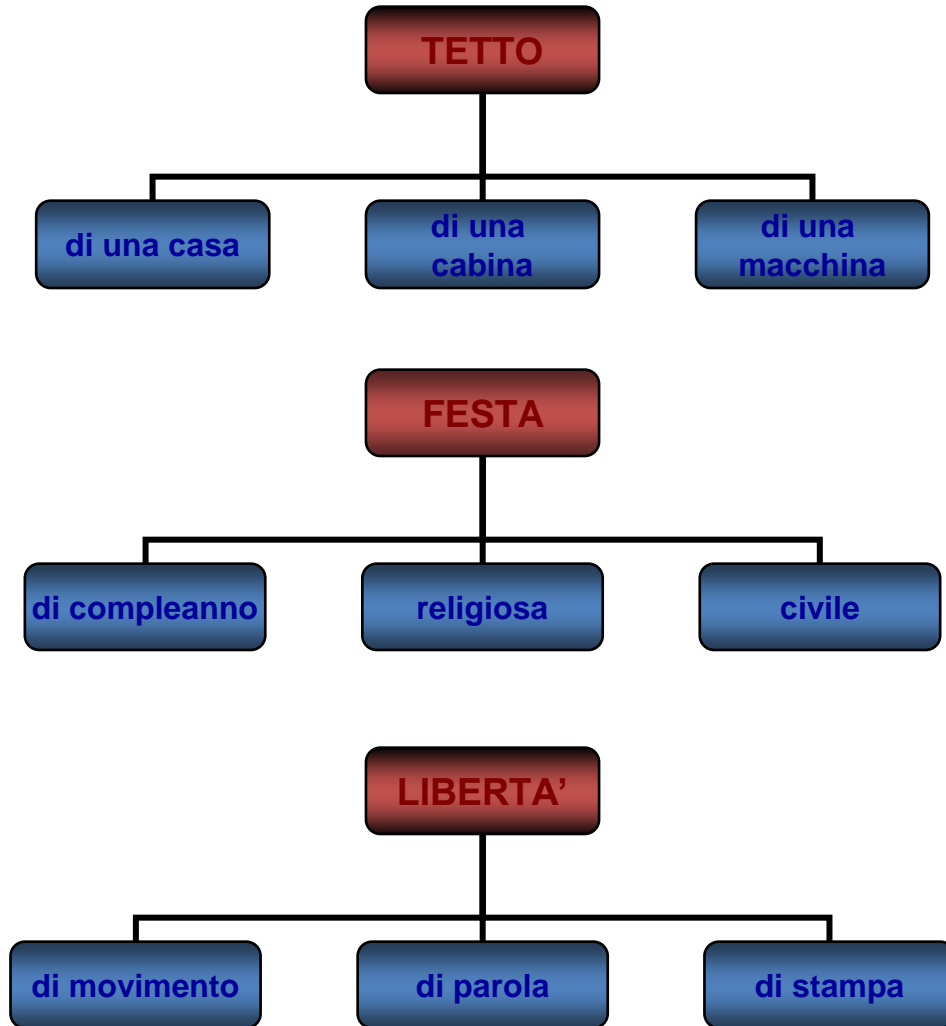 TETTO
di una casa
di una
cabina
di una
macchina
FESTA
di compleanno
religiosa
civile
LIBERTA’
di movimento
di parola
di stampa